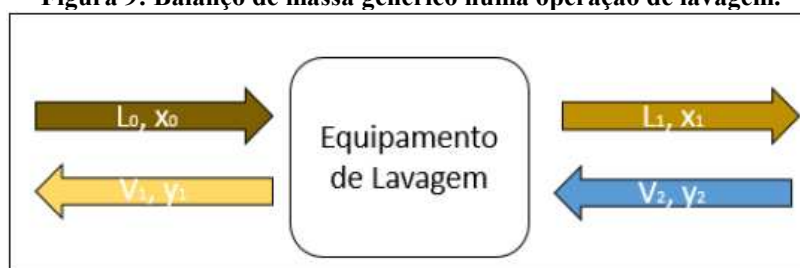 Figura 9: Balanço de massa genérico numa operação de lavagem.
L₀, x₀
Equipamento
de Lavagem
L₁, x₁
V₁, y₁
V₂, y₂